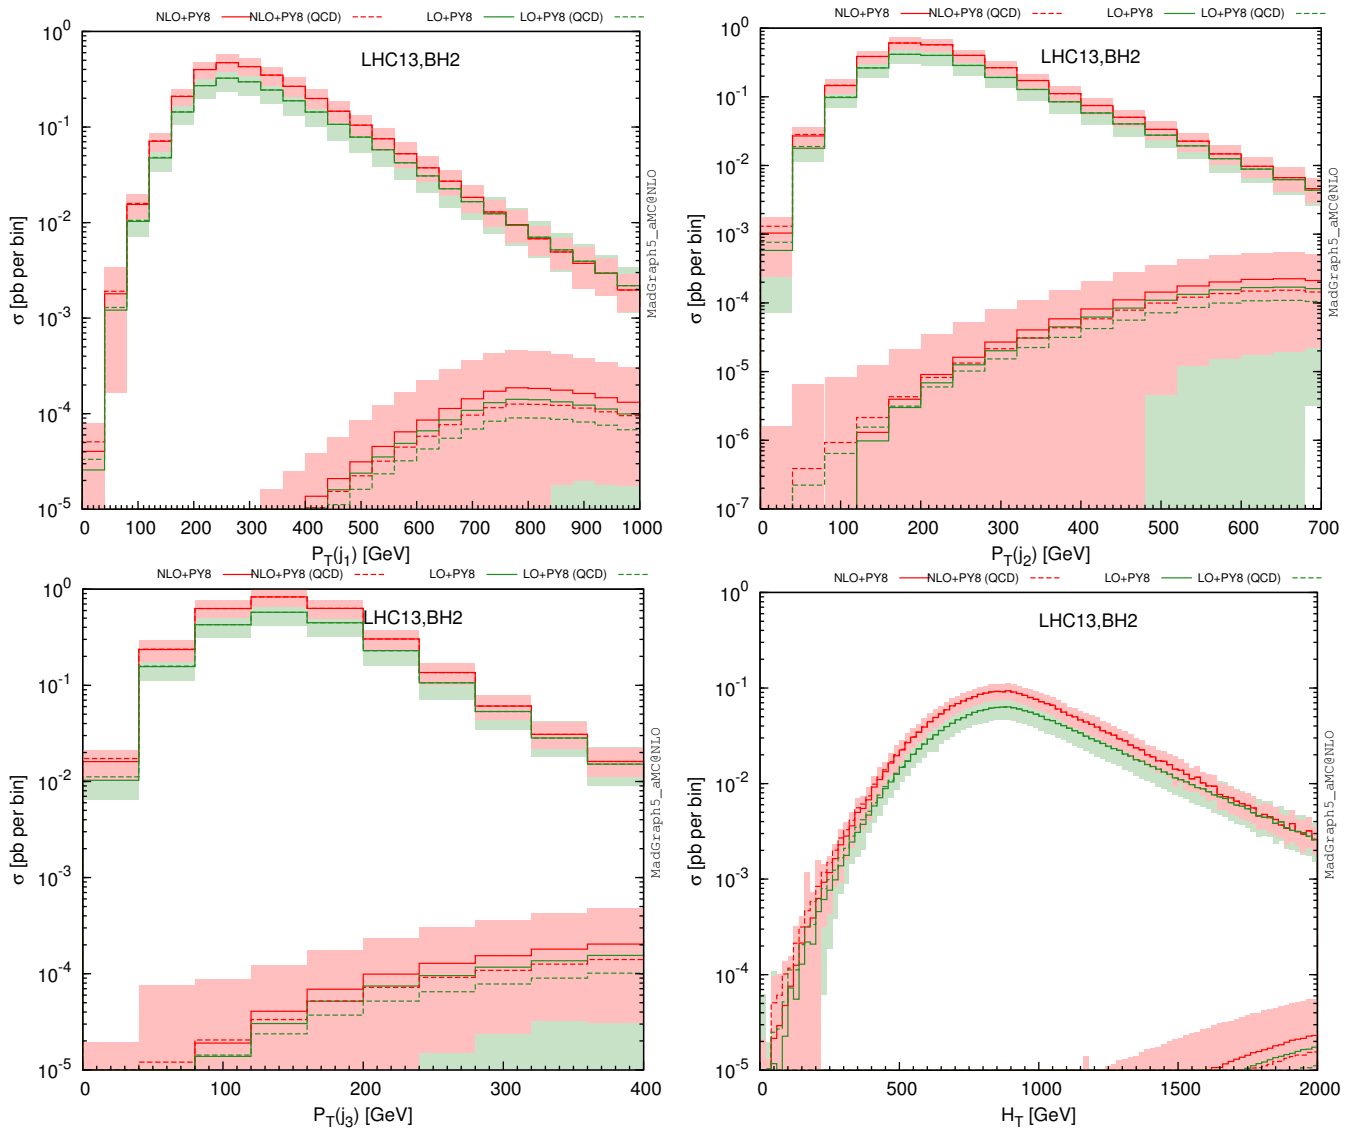 NLO+PY8 NLO+PY8 (QCD) LO+PY8 LO+PY8 (QCD)
LHC13,BH2
σ [pb per bin]
10^0
10^-1
10^-2
10^-3
10^-4
10^-5
0 100 200 300 400 500 600 700 800 900 1000
P_T(j_1) [GeV]
MadGraph5_aMC@NLO
NLO+PY8 NLO+PY8 (QCD) LO+PY8 LO+PY8 (QCD)
LHC13,BH2
σ [pb per bin]
10^0
10^-1
10^-2
10^-3
10^-4
10^-5
10^-6
10^-7
0 100 200 300 400 500 600 700
P_T(j_2) [GeV]
MadGraph5_aMC@NLO
NLO+PY8 NLO+PY8 (QCD) LO+PY8 LO+PY8 (QCD)
LHC13,BH2
σ [pb per bin]
10^0
10^-1
10^-2
10^-3
10^-4
10^-5
0 100 200 300 400
P_T(j_3) [GeV]
MadGraph5_aMC@NLO
NLO+PY8 NLO+PY8 (QCD) LO+PY8 LO+PY8 (QCD)
LHC13,BH2
σ [pb per bin]
10^0
10^-1
10^-2
10^-3
10^-4
10^-5
0 500 1000 1500 2000
H_T [GeV]
MadGraph5_aMC@NLO